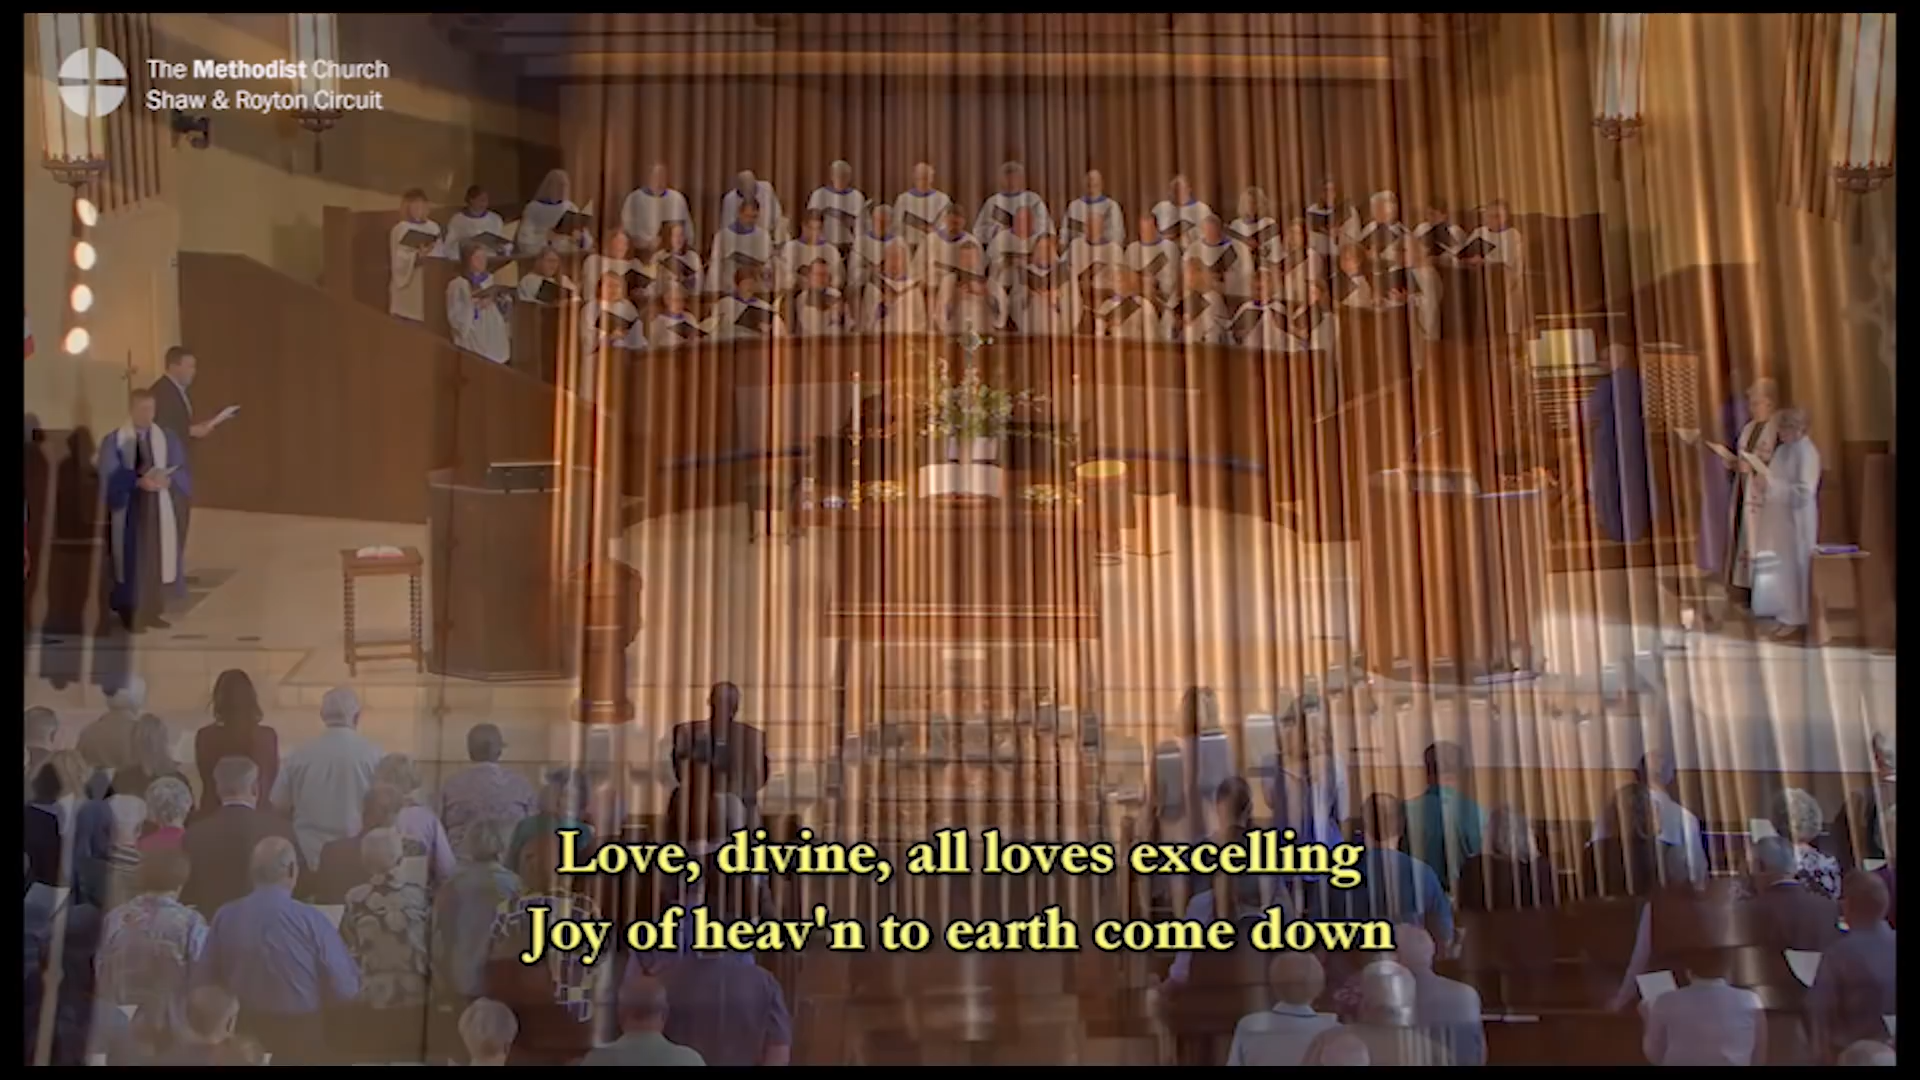 The Methodist Church
Shaw & Royton Circuit
Love, divine, all loves excelling
Joy of heav'n to earth come down